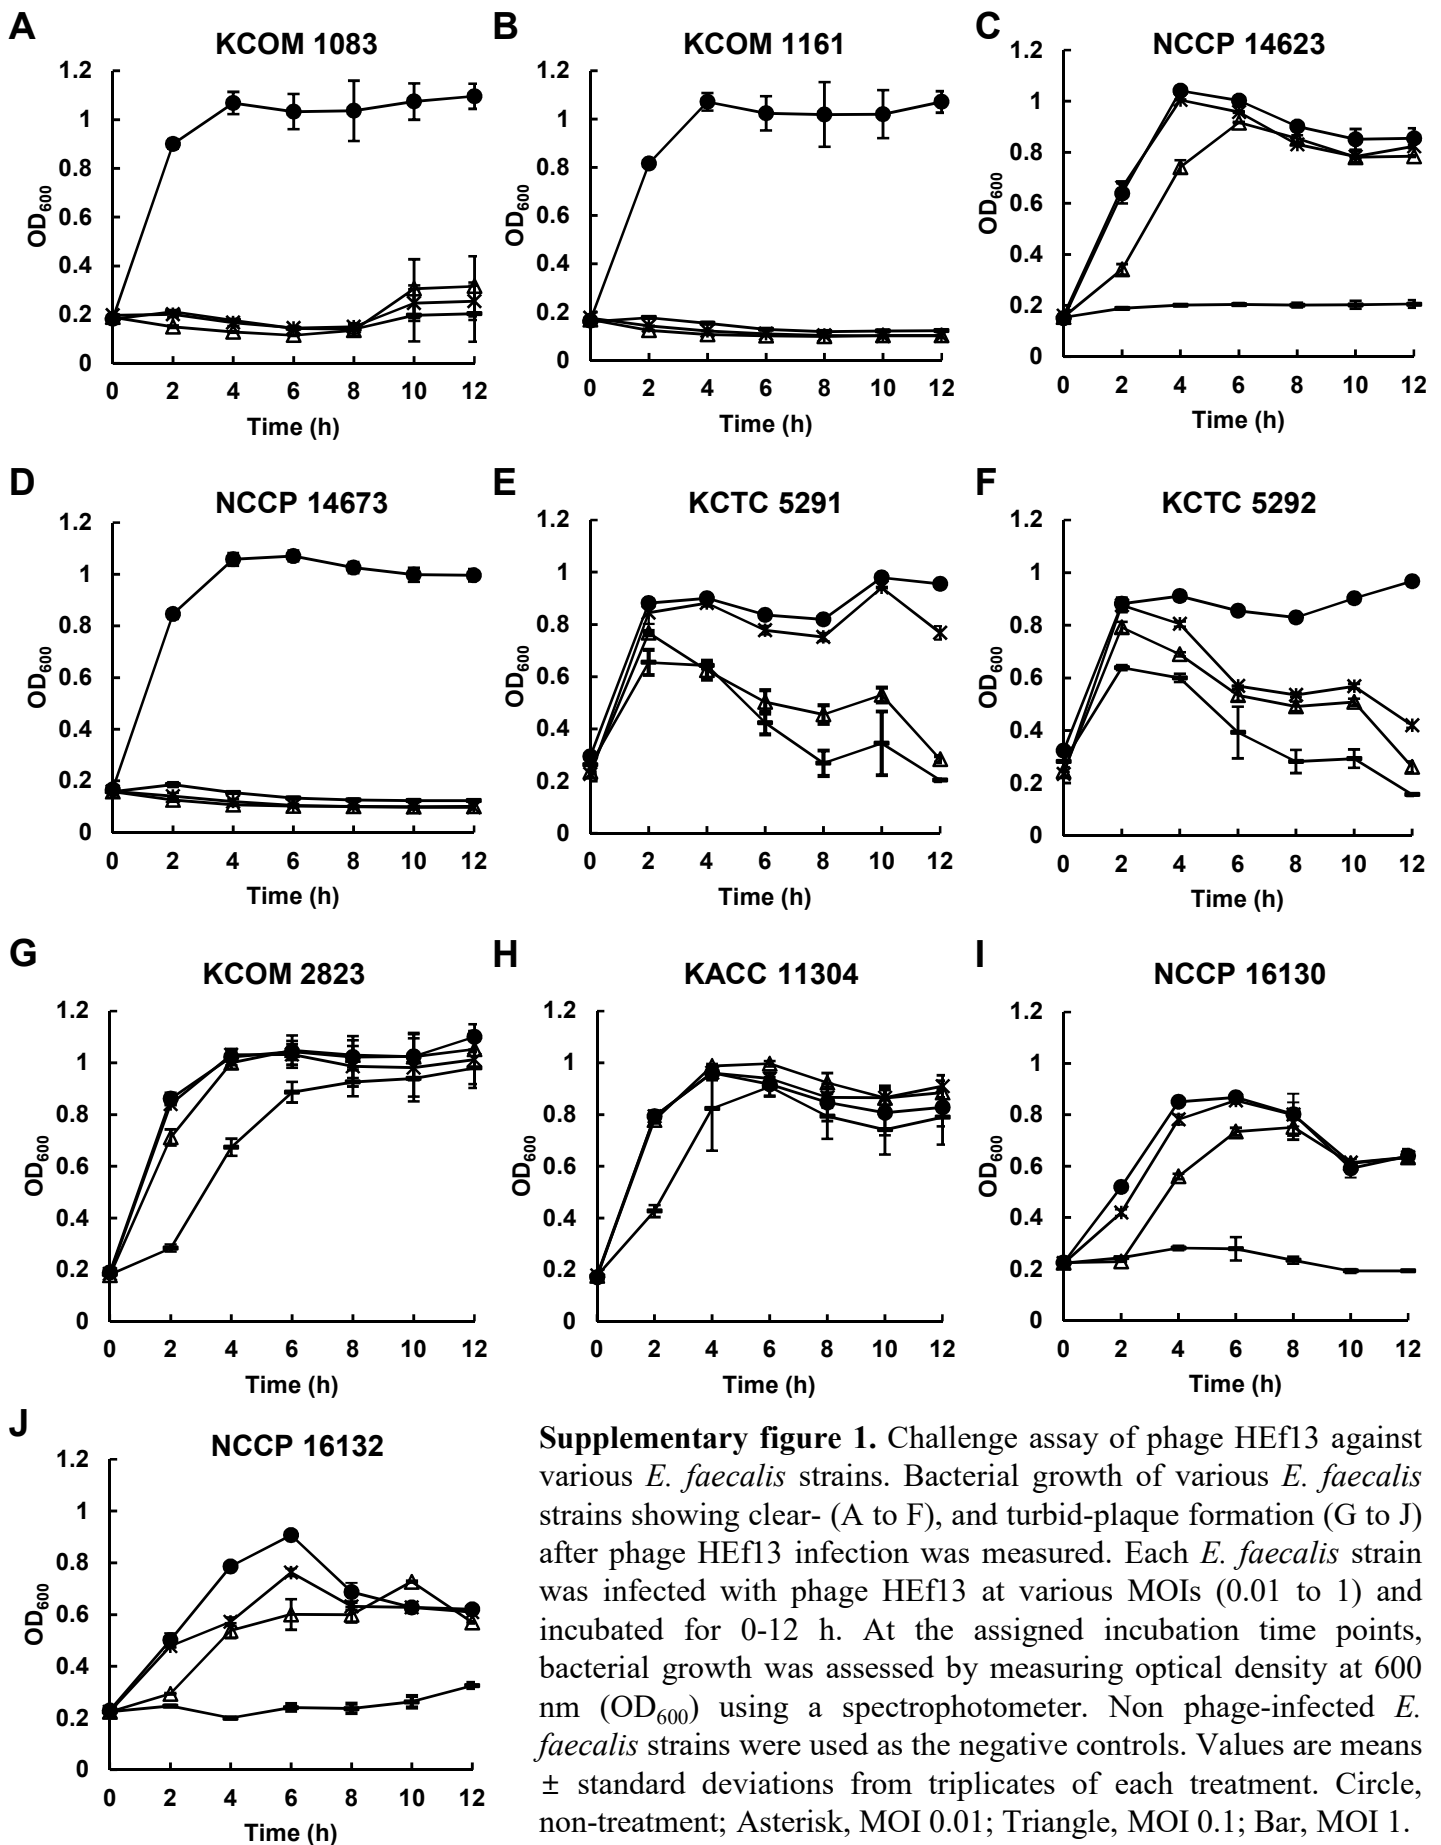 A
KCOM 1083
OD600
1.2
1
0.8
0.6
0.4
0.2
0
0 2 4 6 8 10 12
Time (h)
B
KCOM 1161
OD600
1.2
1
0.8
0.6
0.4
0.2
0
0 2 4 6 8 10 12
Time (h)
C
NCCP 14623
OD600
1.2
1
0.8
0.6
0.4
0.2
0
0 2 4 6 8 10 12
Time (h)
D
NCCP 14673
OD600
1.2
1
0.8
0.6
0.4
0.2
0
0 2 4 6 8 10 12
Time (h)
E
KCTC 5291
OD600
1.2
1
0.8
0.6
0.4
0.2
0
0 2 4 6 8 10 12
Time (h)
F
KCTC 5292
OD600
1.2
1
0.8
0.6
0.4
0.2
0
0 2 4 6 8 10 12
Time (h)
G
KCOM 2823
OD600
1.2
1
0.8
0.6
0.4
0.2
0
0 2 4 6 8 10 12
Time (h)
H
KACC 11304
OD600
1.2
1
0.8
0.6
0.4
0.2
0
0 2 4 6 8 10 12
Time (h)
I
NCCP 16130
OD600
1.2
1
0.8
0.6
0.4
0.2
0
0 2 4 6 8 10 12
Time (h)
J
NCCP 16132
OD600
1.2
1
0.8
0.6
0.4
0.2
0
0 2 4 6 8 10 12
Time (h)
Supplementary figure 1. Challenge assay of phage HEf13 against
various E. faecalis strains. Bacterial growth of various E. faecalis
strains showing clear- (A to F), and turbid-plaque formation (G to J)
after phage HEf13 infection was measured. Each E. faecalis strain
was infected with phage HEf13 at various MOIs (0.01 to 1) and
incubated for 0-12 h. At the assigned incubation time points,
bacterial growth was assessed by measuring optical density at 600
nm (OD600) using a spectrophotometer. Non phage-infected E.
faecalis strains were used as the negative controls. Values are means
± standard deviations from triplicates of each treatment. Circle,
non-treatment; Asterisk, MOI 0.01; Triangle, MOI 0.1; Bar, MOI 1.